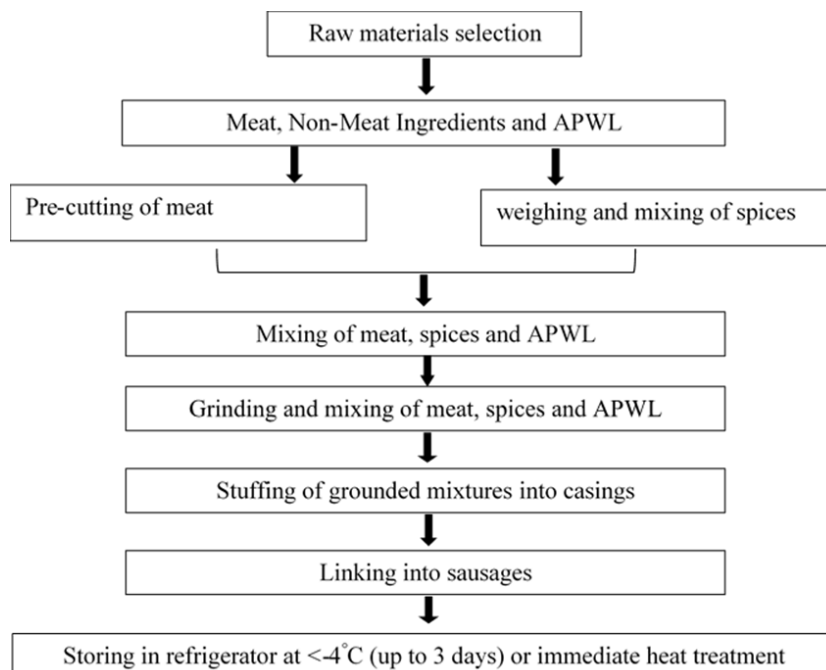 Raw materials selection
Meat, Non-Meat Ingredients and APWL
Pre-cutting of meat
weighing and mixing of spices
Mixing of meat, spices and APWL
Grinding and mixing of meat, spices and APWL
Stuffing of grounded mixtures into casings
Linking into sausages
Storing in refrigerator at <-4°C (up to 3 days) or immediate heat treatment